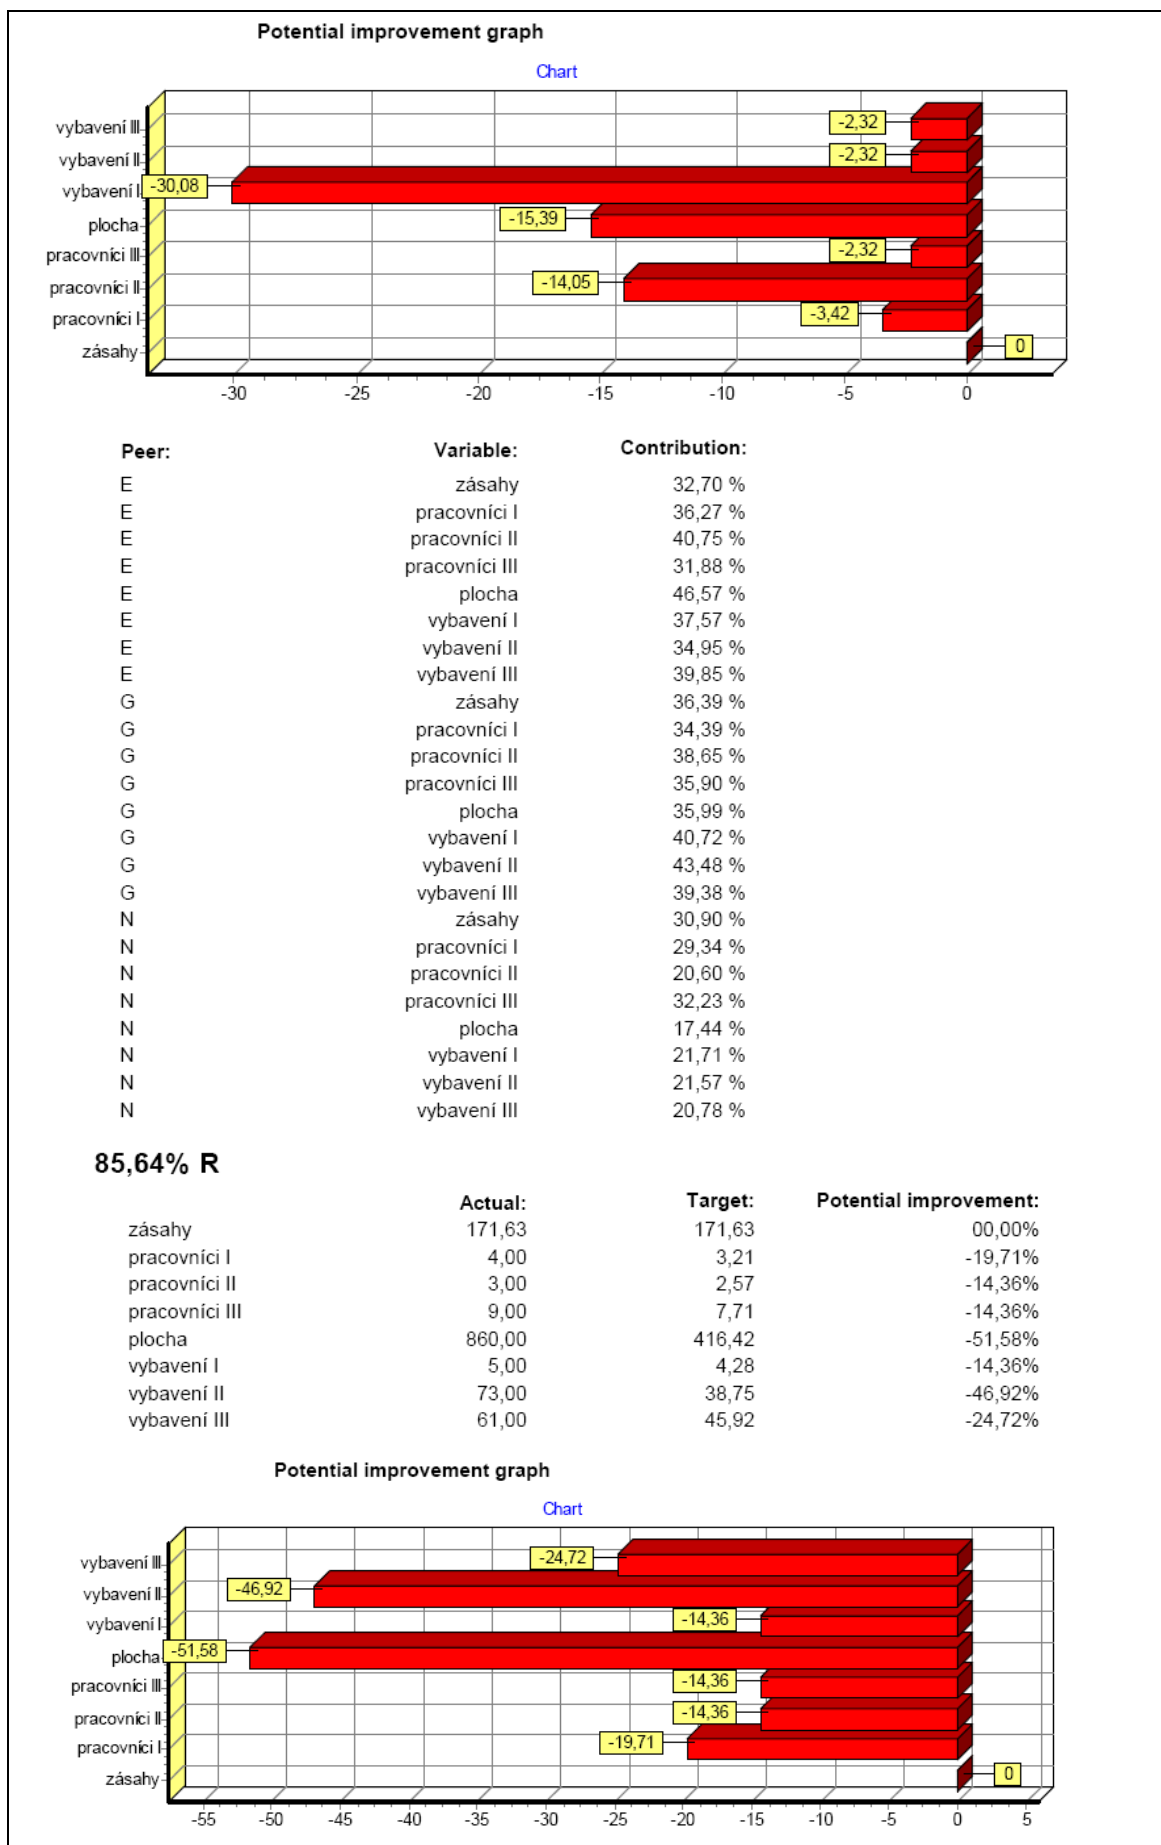 Potential improvement graph
Chart
vybavení III -2,32
vybavení II -2,32
vybavení I -30,08
plocha -15,39
pracovníci III -2,32
pracovníci II -14,05
pracovníci I -3,42
zásahy 0
-30 -25 -20 -15 -10 -5 0
Peer: Variable: Contribution:
E zásahy 32,70 %
E pracovníci I 36,27 %
E pracovníci II 40,75 %
E pracovníci III 31,88 %
E plocha 46,57 %
E vybavení I 37,57 %
E vybavení II 34,95 %
E vybavení III 39,85 %
G zásahy 36,39 %
G pracovníci I 34,39 %
G pracovníci II 38,65 %
G pracovníci III 35,90 %
G plocha 35,99 %
G vybavení I 40,72 %
G vybavení II 43,48 %
G vybavení III 39,38 %
N zásahy 30,90 %
N pracovníci I 29,34 %
N pracovníci II 20,60 %
N pracovníci III 32,23 %
N plocha 17,44 %
N vybavení I 21,71 %
N vybavení II 21,57 %
N vybavení III 20,78 %
85,64% R
Actual: Target: Potential improvement:
zásahy 171,63 171,63 00,00%
pracovníci I 4,00 3,21 -19,71%
pracovníci II 3,00 2,57 -14,36%
pracovníci III 9,00 7,71 -14,36%
plocha 860,00 416,42 -51,58%
vybavení I 5,00 4,28 -14,36%
vybavení II 73,00 38,75 -46,92%
vybavení III 61,00 45,92 -24,72%
Potential improvement graph
Chart
vybavení III -24,72
vybavení II -46,92
vybavení I -14,36
plocha -51,58
pracovníci III -14,36
pracovníci II -14,36
pracovníci I -19,71
zásahy 0
-55 -50 -45 -40 -35 -30 -25 -20 -15 -10 -5 0 5